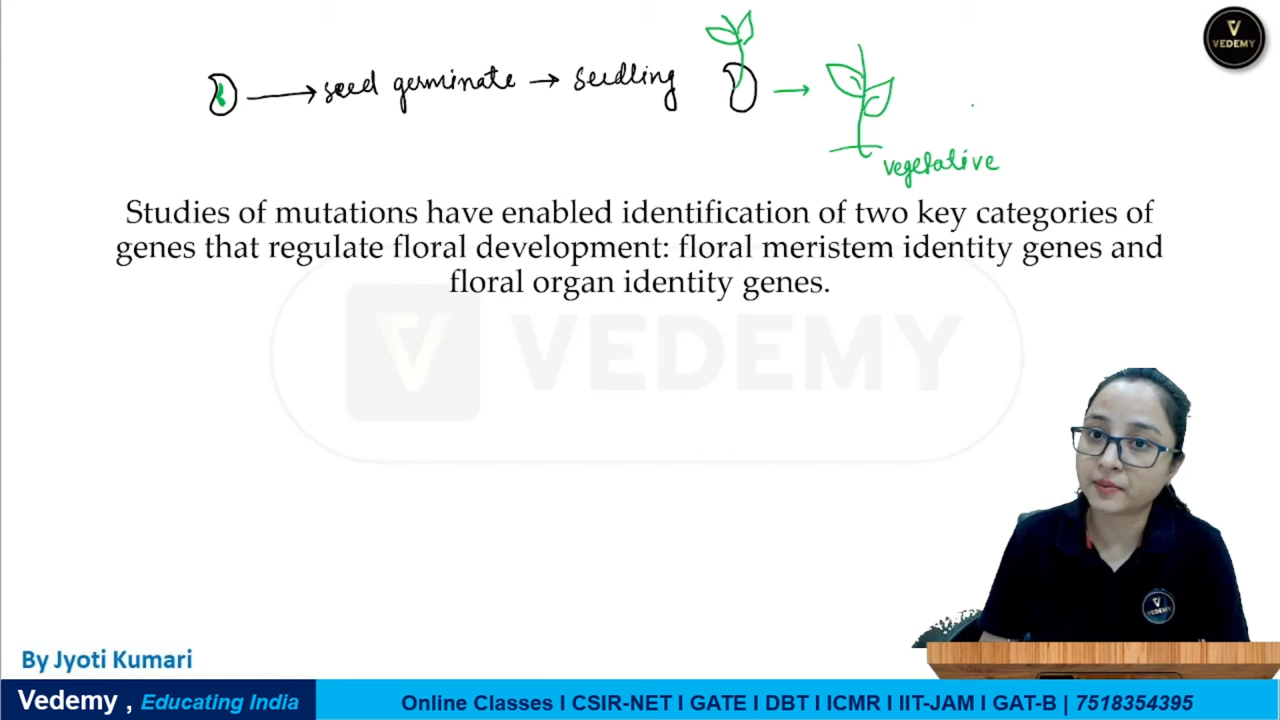 VEDEMY
seed germinate → seedling
vegetative
Studies of mutations have enabled identification of two key categories of
genes that regulate floral development: floral meristem identity genes and
floral organ identity genes.
VEDEMY
By Jyoti Kumari
Vedemy , Educating India
Online Classes I CSIR-NET I GATE I DBT I ICMR I IIT-JAM I GAT-B | 7518354395